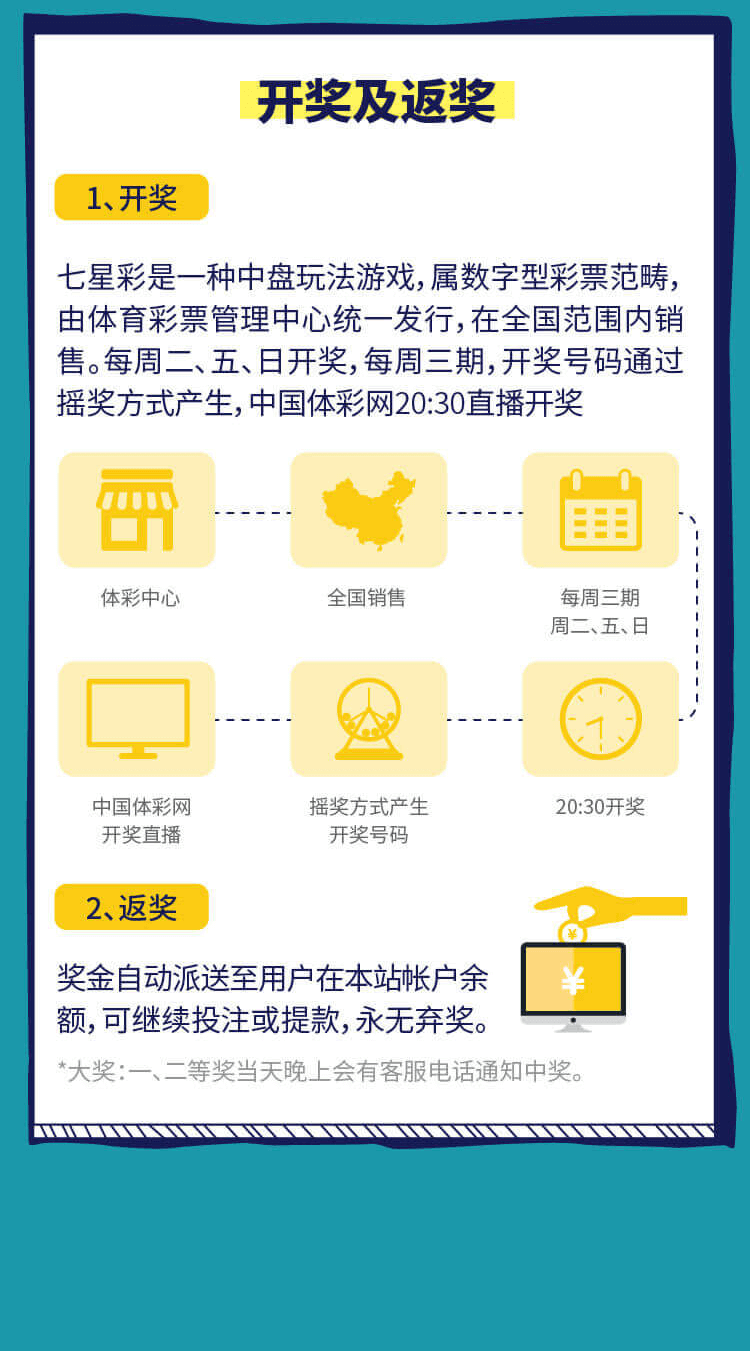 开奖及返奖
1、开奖
七星彩是一种中盘玩法游戏，属数字型彩票范畴，
由体育彩票管理中心统一发行，在全国范围内销
售。每周二、五、日开奖，每周三期，开奖号码通过
摇奖方式产生，中国体彩网20:30直播开奖
体彩中心
全国销售
每周三期
周二、五、日
中国体彩网
开奖直播
摇奖方式产生
开奖号码
20:30开奖
2、返奖
¥
¥
奖金自动派送至用户在本站帐户余
额，可继续投注或提款，永无弃奖。
*大奖：一、二等奖当天晚上会有客服电话通知中奖。